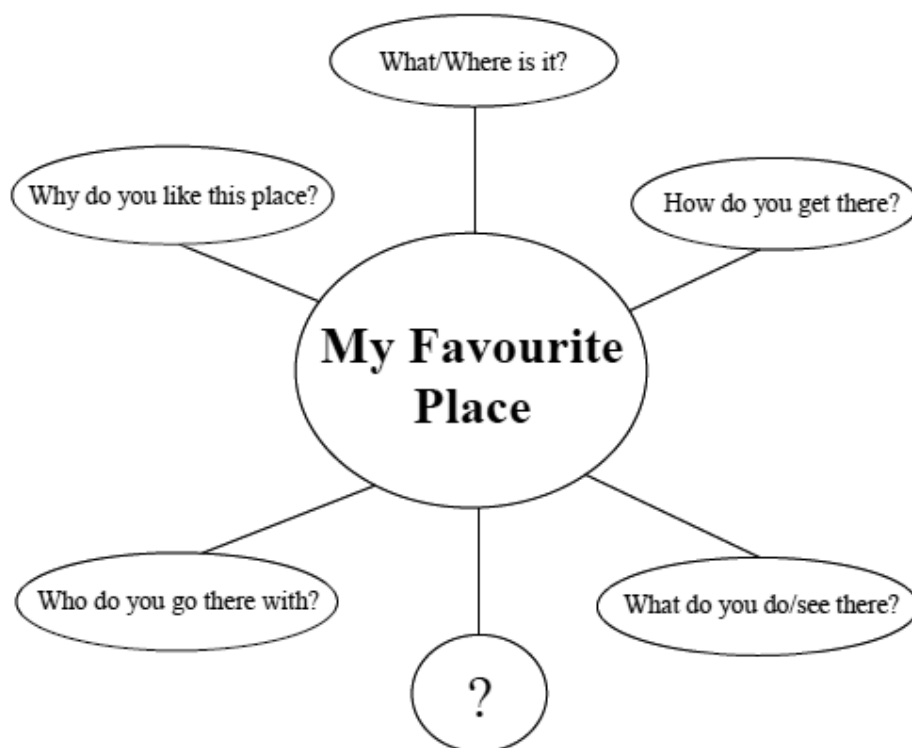 What/Where is it?
Why do you like this place?
How do you get there?
My Favourite
Place
Who do you go there with?
What do you do/see there?
?